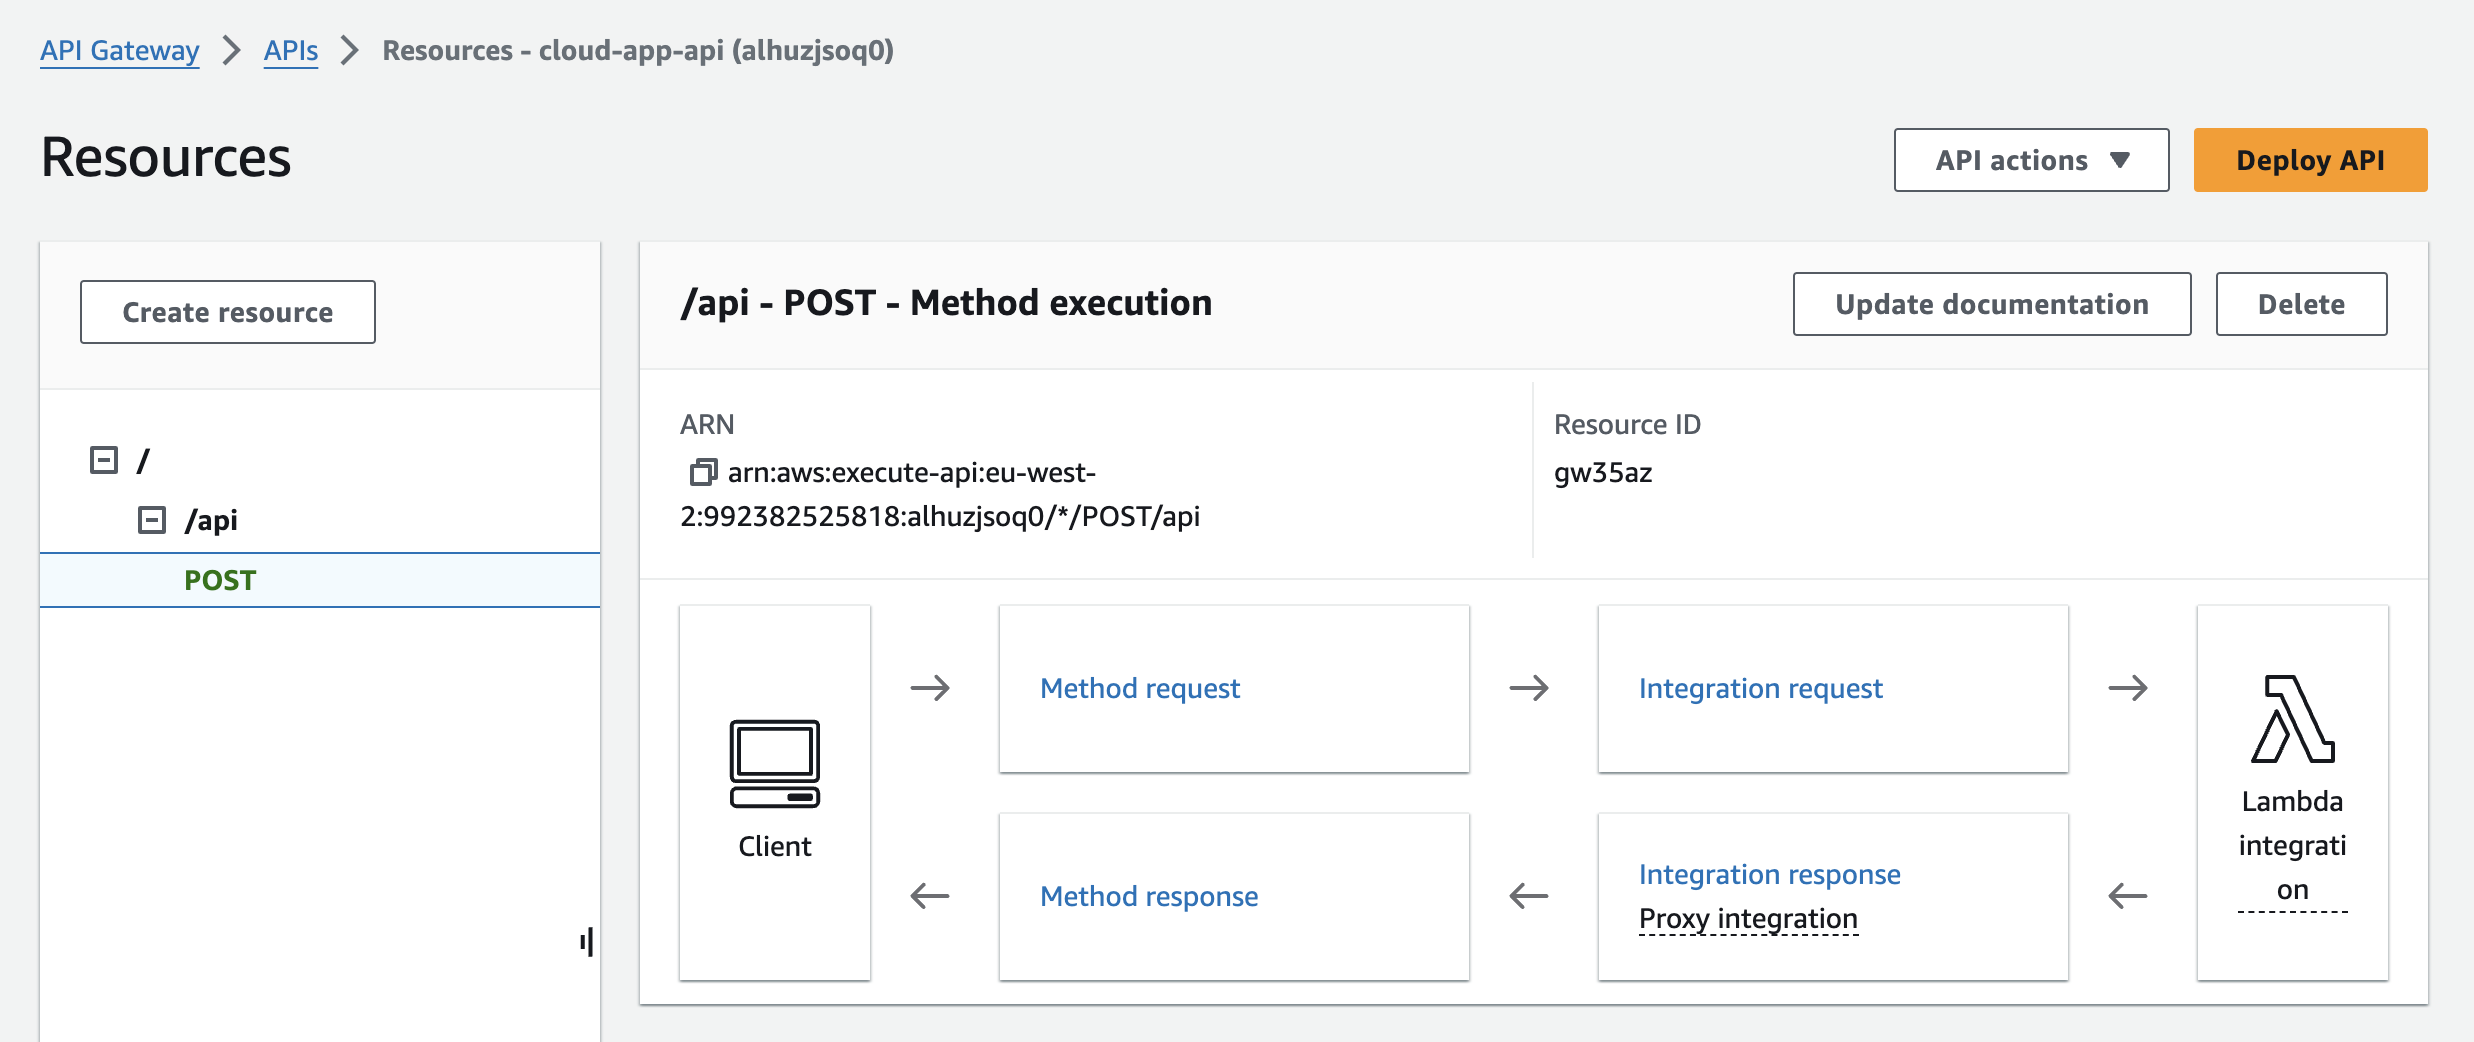 API Gateway > APIs > Resources - cloud-app-api (alhuzjsoq0)
Resources
API actions ▼
Deploy API
Create resource
/
/api
POST
/api - POST - Method execution
Update documentation
Delete
ARN
arn:aws:execute-api:eu-west-
2:992382525818:alhuzjsoq0/*/POST/api
Resource ID
gw35az
Client
Method request
Integration request
Lambda
integrati
on
Method response
Integration response
Proxy integration